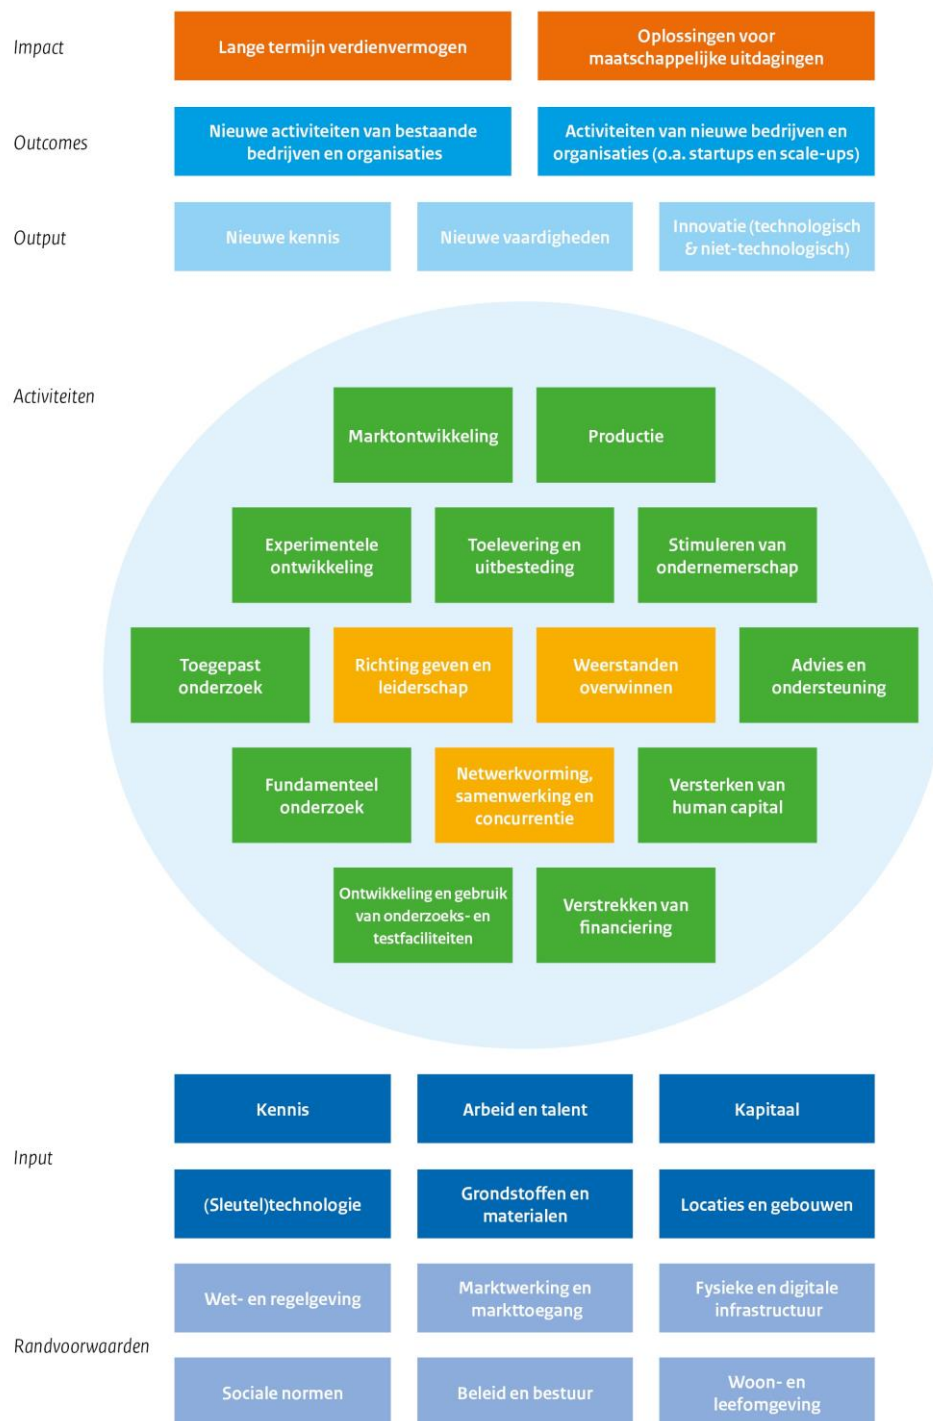 Impact
Lange termijn verdienvermogen
Oplossingen voor
maatschappelijke uitdagingen
Outcomes
Nieuwe activiteiten van bestaande
bedrijven en organisaties
Activiteiten van nieuwe bedrijven en
organisaties (o.a. startups en scale-ups)
Output
Nieuwe kennis
Nieuwe vaardigheden
Innovatie (technologisch
& niet-technologisch)
Activiteiten
Marktontwikkeling
Productie
Experimentele
ontwikkeling
Toelevering en
uitbesteding
Stimuleren van
ondernemerschap
Toegepast
onderzoek
Richting geven en
leiderschap
Weerstanden
overwinnen
Advies en
ondersteuning
Fundamenteel
onderzoek
Netwerkvorming,
samenwerking en
concurrentie
Versterken van
human capital
Ontwikkeling en gebruik
van onderzoeks- en
testfaciliteiten
Verstrekken van
financiering
Input
Kennis
Arbeid en talent
Kapitaal
(Sleutel)technologie
Grondstoffen en
materialen
Locaties en gebouwen
Randvoorwaarden
Wet- en regelgeving
Marktwerking en
markttoegang
Fysieke en digitale
infrastructuur
Sociale normen
Beleid en bestuur
Woon- en
leefomgeving